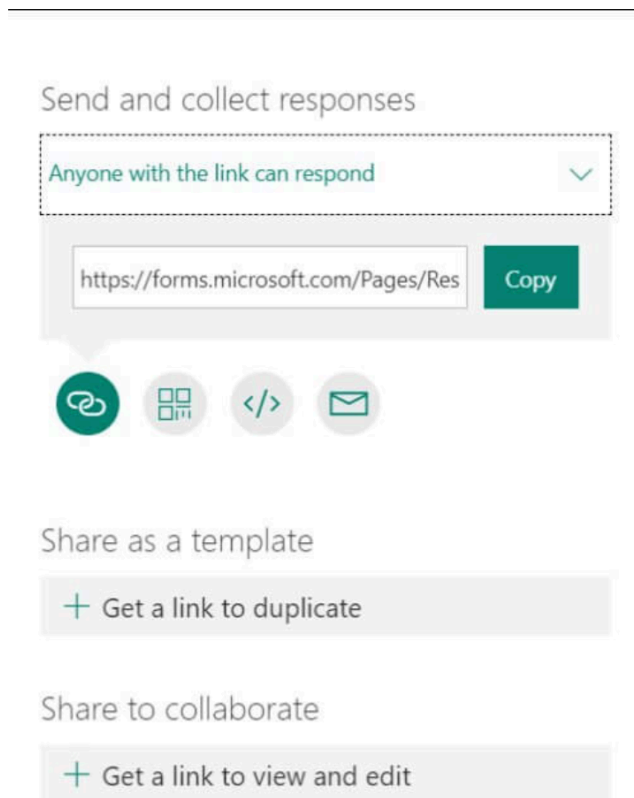 Send and collect responses
Anyone with the link can respond
https://forms.microsoft.com/Pages/Res
Copy
</>
Share as a template
+ Get a link to duplicate
Share to collaborate
+ Get a link to view and edit